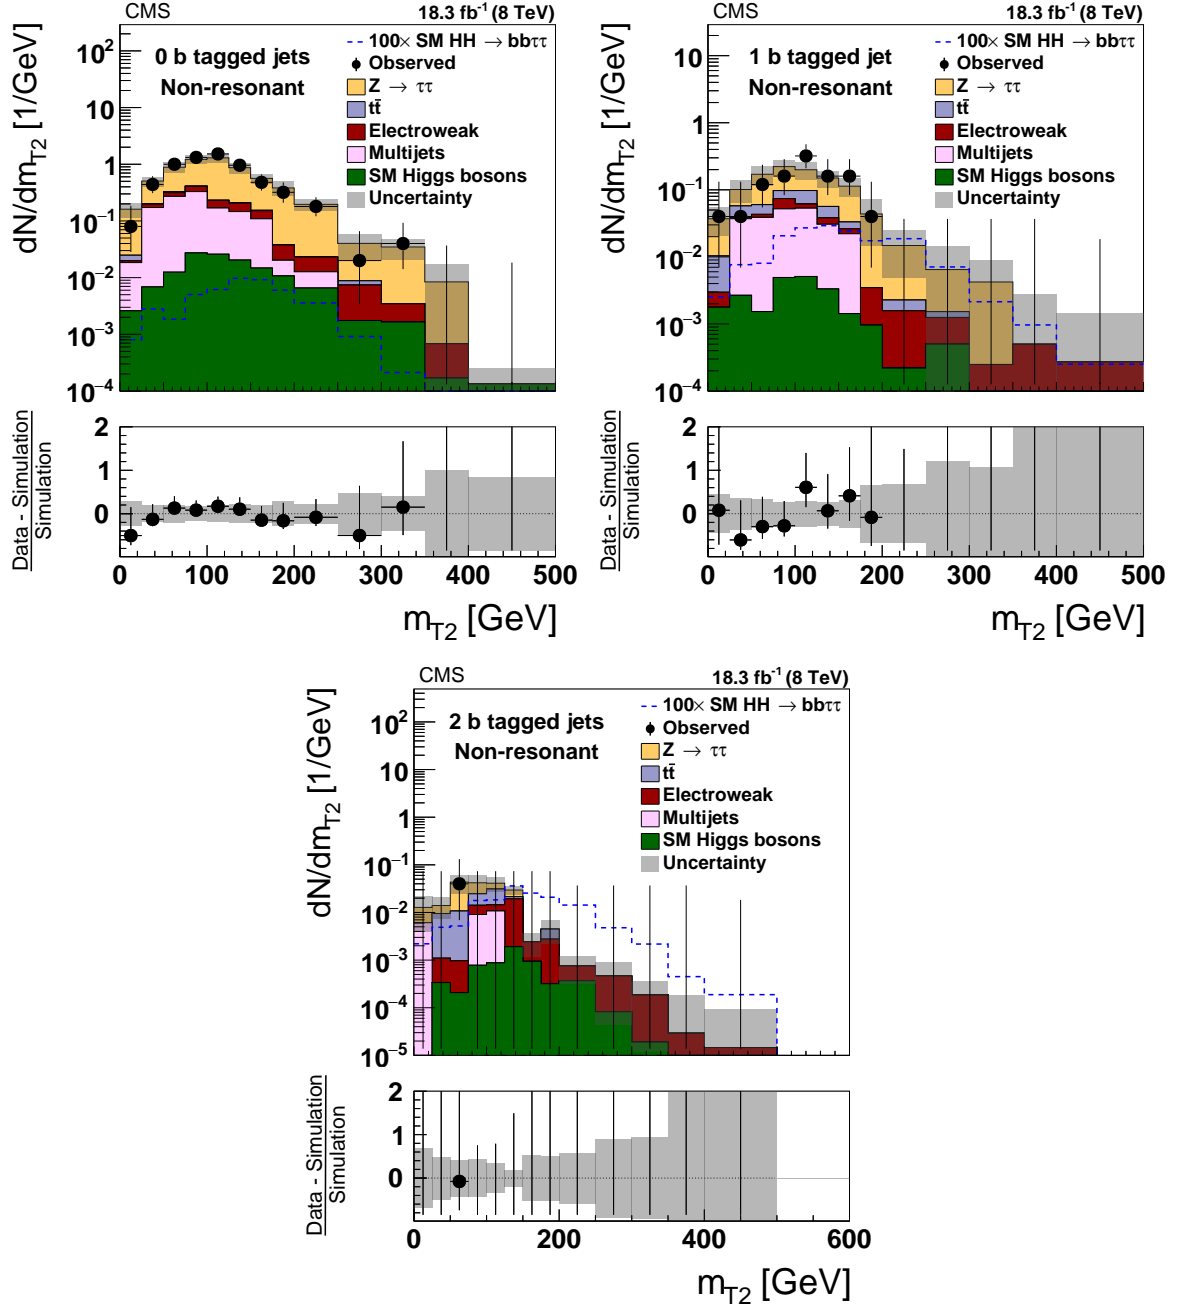 CMS 18.3 fb⁻¹ (8 TeV)
dN/dm_T2 [1/GeV]
10² 10 1 10⁻¹ 10⁻² 10⁻³ 10⁻⁴
0 b tagged jets
Non-resonant
100× SM HH → bbττ
Observed
Z → ττ
tt̄
Electroweak
Multijets
SM Higgs bosons
Uncertainty
Data - Simulation
Simulation
2 1 0
0 100 200 300 400 500
m_T2 [GeV]
CMS 18.3 fb⁻¹ (8 TeV)
dN/dm_T2 [1/GeV]
10 1 10⁻¹ 10⁻² 10⁻³ 10⁻⁴
1 b tagged jet
Non-resonant
100× SM HH → bbττ
Observed
Z → ττ
tt̄
Electroweak
Multijets
SM Higgs bosons
Uncertainty
Data - Simulation
Simulation
2 1 0
0 100 200 300 400 500
m_T2 [GeV]
CMS 18.3 fb⁻¹ (8 TeV)
dN/dm_T2 [1/GeV]
10² 10 1 10⁻¹ 10⁻² 10⁻³ 10⁻⁴ 10⁻⁵
2 b tagged jets
Non-resonant
100× SM HH → bbττ
Observed
Z → ττ
tt̄
Electroweak
Multijets
SM Higgs bosons
Uncertainty
Data - Simulation
Simulation
2 1 0
0 200 400 600
m_T2 [GeV]